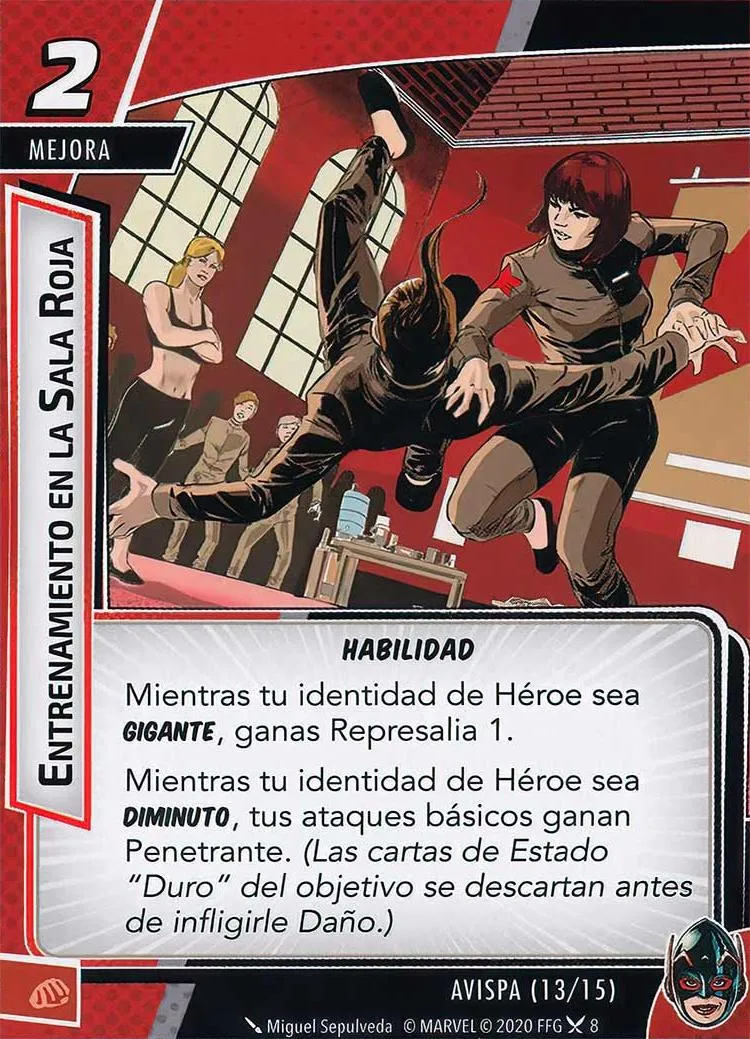 2
MEJORA
ENTRENAMIENTO EN LA SALA ROJA
HABILIDAD
Mientras tu identidad de Héroe sea
GIGANTE, ganas Represalia 1.
Mientras tu identidad de Héroe sea
DIMINUTO, tus ataques básicos ganan
Penetrante. (Las cartas de Estado
“Duro” del objetivo se descartan antes
de infligirle Daño.)
AVISPA (13/15)
Miguel Sepulveda © MARVEL © 2020 FFG 8